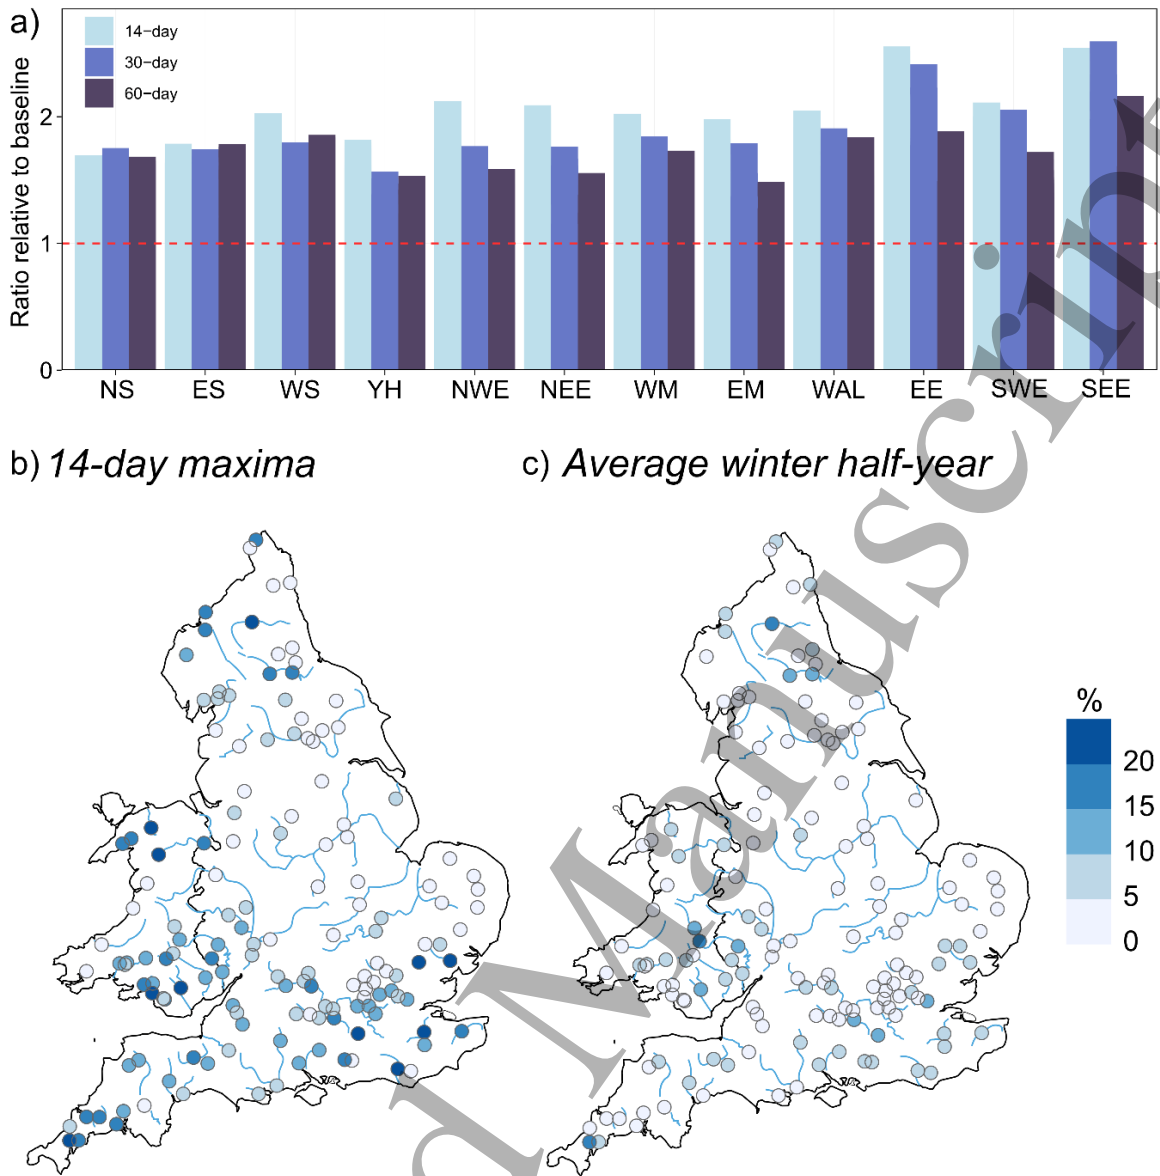 a)
14-day
30-day
60-day
Ratio relative to baseline
2
1
0
NS ES WS YH NWE NEE WM EM WAL EE SWE SEE
b) 14-day maxima
c) Average winter half-year
%
20
15
10
5
0
d Manuscript